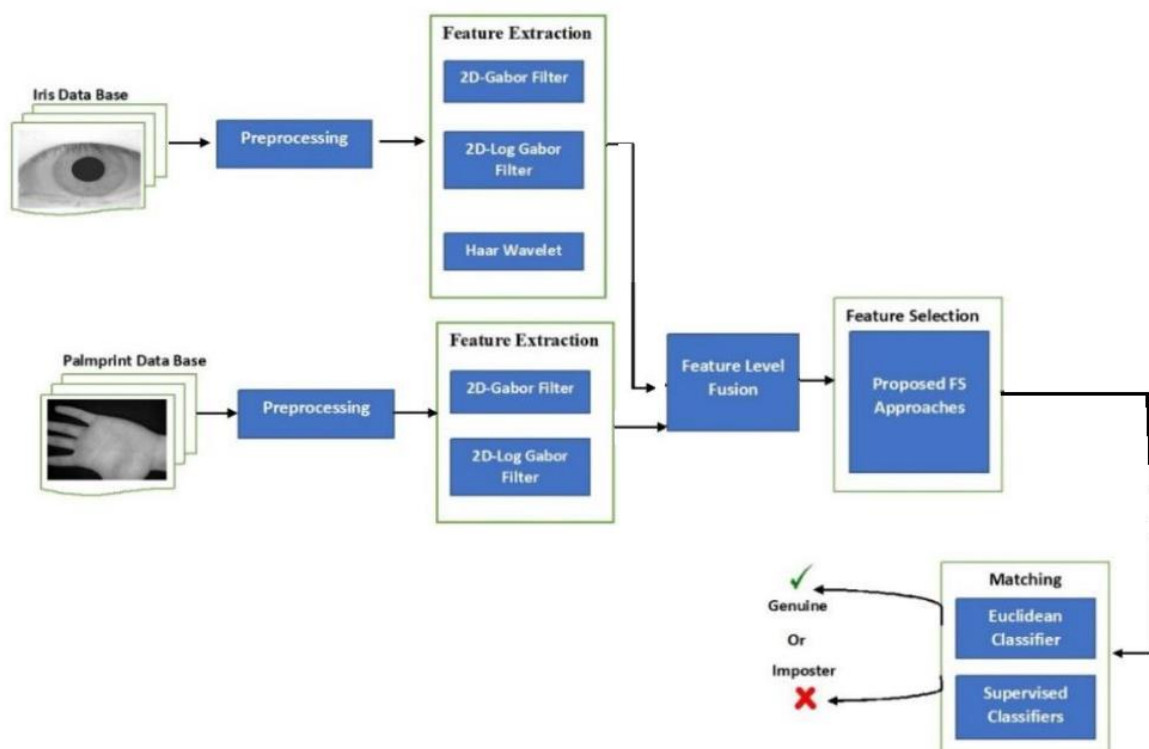 Feature Extraction
2D-Gabor Filter
2D-Log Gabor
Filter
Haar Wavelet
Iris Data Base
Preprocessing
Palmprint Data Base
Preprocessing
Feature Extraction
2D-Gabor Filter
2D-Log Gabor
Filter
Feature Level
Fusion
Feature Selection
Proposed FS
Approaches
Matching
Euclidean
Classifier
Supervised
Classifiers
Genuine
Or
Imposter